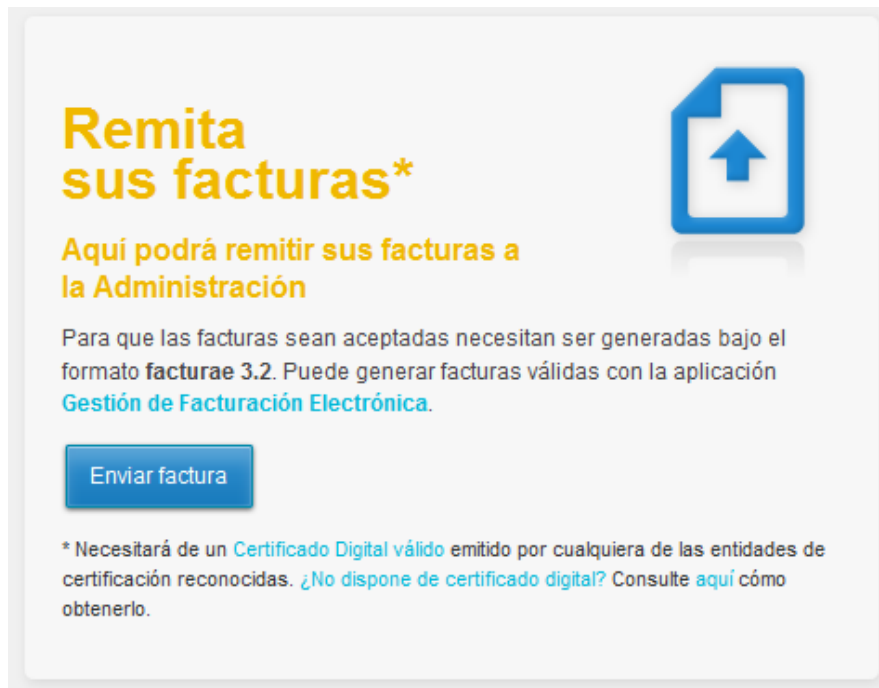 Remita
sus facturas*
Aquí podrá remitir sus facturas a
la Administración
Para que las facturas sean aceptadas necesitan ser generadas bajo el
formato facturae 3.2. Puede generar facturas válidas con la aplicación
Gestión de Facturación Electrónica.
Enviar factura
* Necesitará de un Certificado Digital válido emitido por cualquiera de las entidades de
certificación reconocidas. ¿No dispone de certificado digital? Consulte aquí cómo
obtenerlo.